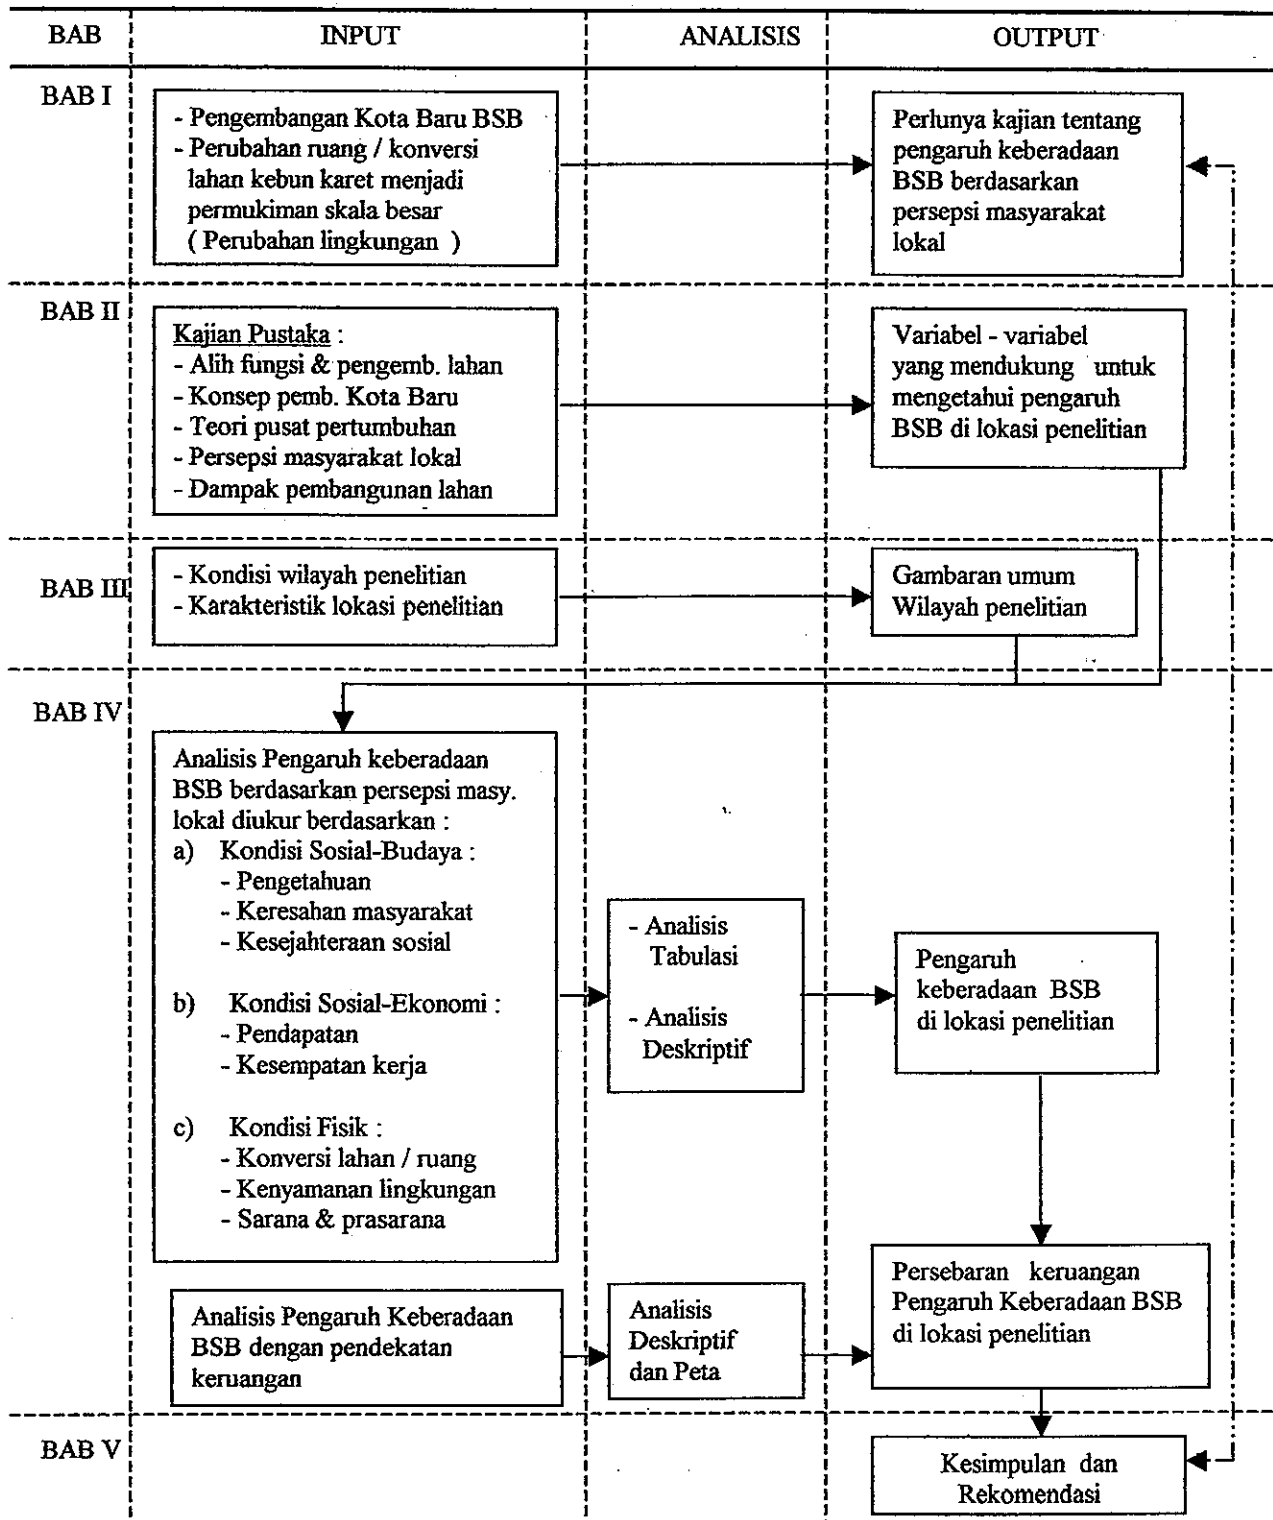 BAB INPUT ANALISIS OUTPUT
BAB I
- Pengembangan Kota Baru BSB
- Perubahan ruang / konversi
lahan kebun karet menjadi
permukiman skala besar
( Perubahan lingkungan )
Perlunya kajian tentang
pengaruh keberadaan
BSB berdasarkan
persepsi masyarakat
lokal
BAB II
Kajian Pustaka :
- Alih fungsi & pengemb. lahan
- Konsep pemb. Kota Baru
- Teori pusat pertumbuhan
- Persepsi masyarakat lokal
- Dampak pembangunan lahan
Variabel - variabel
yang mendukung untuk
mengetahui pengaruh
BSB di lokasi penelitian
BAB III
- Kondisi wilayah penelitian
- Karakteristik lokasi penelitian
Gambaran umum
Wilayah penelitian
BAB IV
Analisis Pengaruh keberadaan
BSB berdasarkan persepsi masy.
lokal diukur berdasarkan :
a) Kondisi Sosial-Budaya :
- Pengetahuan
- Keresahan masyarakat
- Kesejahteraan sosial
b) Kondisi Sosial-Ekonomi :
- Pendapatan
- Kesempatan kerja
c) Kondisi Fisik :
- Konversi lahan / ruang
- Kenyamanan lingkungan
- Sarana & prasarana
- Analisis
Tabulasi
- Analisis
Deskriptif
Pengaruh
keberadaan BSB
di lokasi penelitian
Analisis Pengaruh Keberadaan
BSB dengan pendekatan
keruangan
Analisis
Deskriptif
dan Peta
Persebaran keruangan
Pengaruh Keberadaan BSB
di lokasi penelitian
BAB V
Kesimpulan dan
Rekomendasi